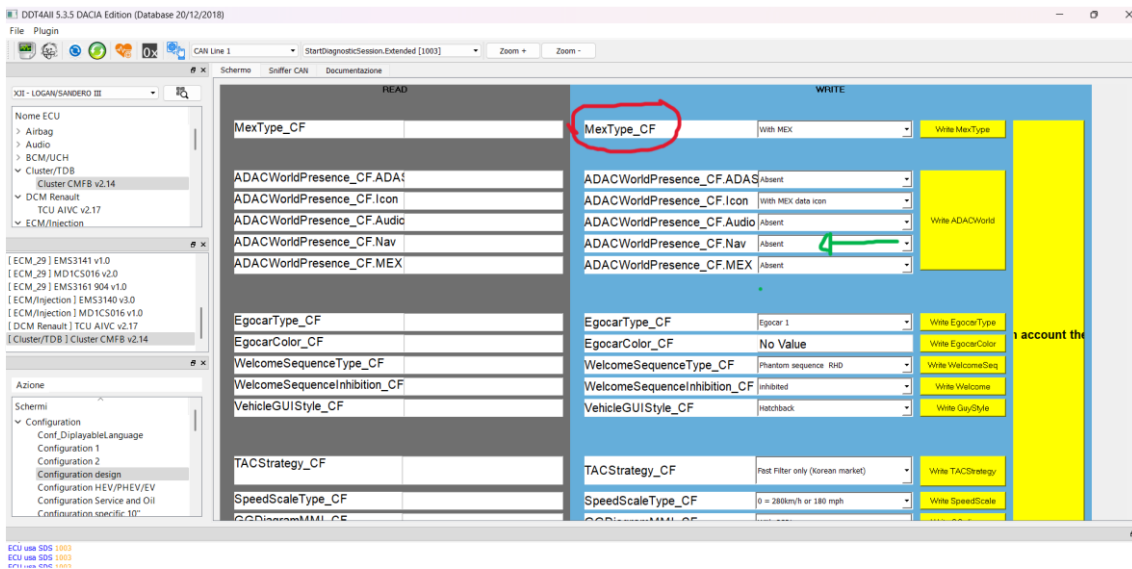 DDT4All 5.3.5 DACIA Edition (Database 20/12/2018)
File Plugin
CAN Line 1
StartDiagnosticSession.Extended [1003]
Zoom +
Zoom -
Schermo Sniffer CAN Documentazione
XJI - LOGAN/SANDERO III
Nome ECU
> Airbag
> Audio
> BCM/UCH
Cluster/TDB
Cluster CMFB v2.14
DCM Renault
TCU AIVC v2.17
ECM/Injection
[ ECM_29 ] EMS3141 v1.0
[ ECM_29 ] MD1CS016 v2.0
[ ECM_29 ] EMS3161 904 v1.0
[ ECM/Injection ] EMS3140 v3.0
[ ECM/Injection ] MD1CS016 v1.0
[ DCM Renault ] TCU AIVC v2.17
[ Cluster/TDB ] Cluster CMFB v2.14
Azione
Schermi
Configuration
Conf_DiplayableLanguage
Configuration 1
Configuration 2
Configuration design
Configuration HEV/PHEV/EV
Configuration Service and Oil
Configuration specific 10"
READ WRITE
MexType_CF MexType_CF With MEX Write MexType
ADACWorldPresence_CF.ADAS ADACWorldPresence_CF.ADAS Absent
ADACWorldPresence_CF.Icon ADACWorldPresence_CF.Icon With MEX data icon
ADACWorldPresence_CF.Audio ADACWorldPresence_CF.Audio Absent Write ADACWorld
ADACWorldPresence_CF.Nav ADACWorldPresence_CF.Nav Absent
ADACWorldPresence_CF.MEX ADACWorldPresence_CF.MEX Absent
EgocarType_CF EgocarType_CF Egocar 1 Write EgocarType
EgocarColor_CF EgocarColor_CF No Value Write EgocarColor
account the
WelcomeSequenceType_CF WelcomeSequenceType_CF Phantom sequence RHD Write WelcomeSeq
WelcomeSequenceInhibition_CF WelcomeSequenceInhibition_CF inhibited Write Welcome
VehicleGUIStyle_CF VehicleGUIStyle_CF Hatchback Write GuyStyle
TACStrategy_CF TACStrategy_CF Fast Filter only (Korean market) Write TACStrategy
SpeedScaleType_CF SpeedScaleType_CF 0 = 280km/h or 180 mph Write SpeedScale
ECU usa SDS 1003
ECU usa SDS 1003
ECU usa SDS 1003